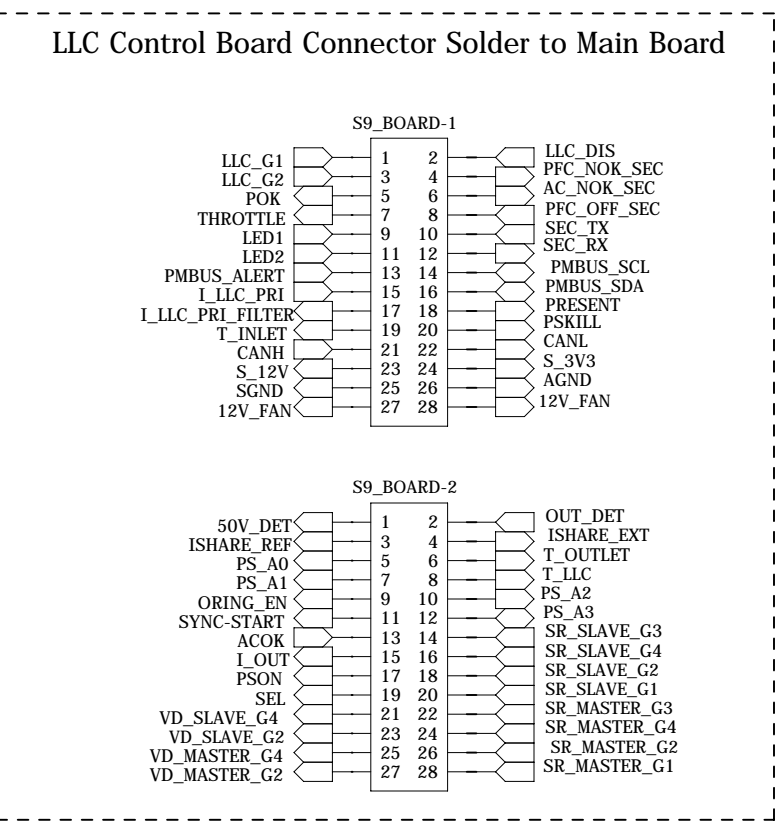 LLC Control Board Connector Solder to Main Board
S9_BOARD-1
LLC_G1 1 2 LLC_DIS
LLC_G2 3 4 PFC_NOK_SEC
POK 5 6 AC_NOK_SEC
THROTTLE 7 8 PFC_OFF_SEC
LED1 9 10 SEC_TX
LED2 11 12 SEC_RX
PMBUS_ALERT 13 14 PMBUS_SCL
I_LLC_PRI 15 16 PMBUS_SDA
I_LLC_PRI_FILTER 17 18 PRESENT
T_INLET 19 20 PSKILL
CANH 21 22 CANL
S_12V 23 24 S_3V3
SGND 25 26 AGND
12V_FAN 27 28 12V_FAN
S9_BOARD-2
50V_DET 1 2 OUT_DET
ISHARE_REF 3 4 ISHARE_EXT
PS_A0 5 6 T_OUTLET
PS_A1 7 8 T_LLC
ORING_EN 9 10 PS_A2
SYNC-START 11 12 PS_A3
ACOK 13 14 SR_SLAVE_G3
I_OUT 15 16 SR_SLAVE_G4
PSON 17 18 SR_SLAVE_G2
SEL 19 20 SR_SLAVE_G1
VD_SLAVE_G4 21 22 SR_MASTER_G3
VD_SLAVE_G2 23 24 SR_MASTER_G4
VD_MASTER_G4 25 26 SR_MASTER_G2
VD_MASTER_G2 27 28 SR_MASTER_G1